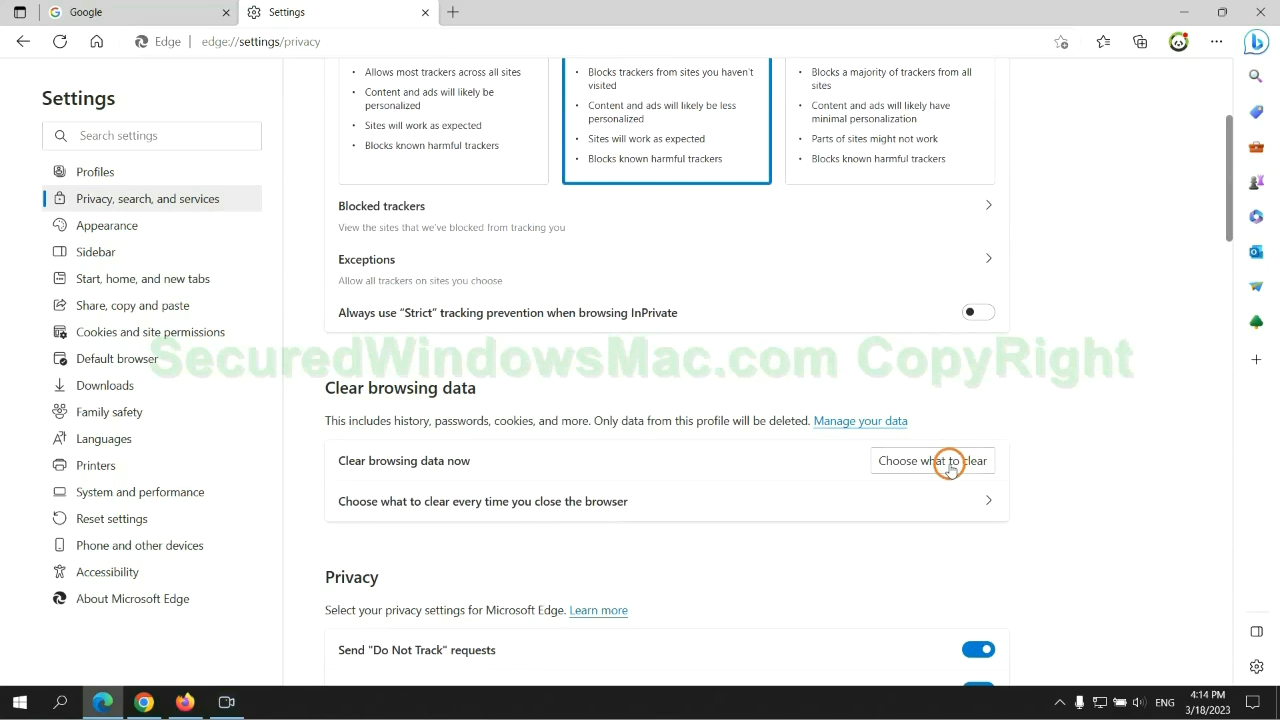 Google
Settings
Edge
edge://settings/privacy
Settings
Search settings
Profiles
Privacy, search, and services
Appearance
Sidebar
Start, home, and new tabs
Share, copy and paste
Cookies and site permissions
Default browser
Downloads
Family safety
Languages
Printers
System and performance
Reset settings
Phone and other devices
Accessibility
About Microsoft Edge
Allows most trackers across all sites
Content and ads will likely be
personalized
Sites will work as expected
Blocks known harmful trackers
Blocks trackers from sites you haven't
visited
Content and ads will likely be less
personalized
Sites will work as expected
Blocks known harmful trackers
Blocks a majority of trackers from all
sites
Content and ads will likely have
minimal personalization
Parts of sites might not work
Blocks known harmful trackers
Blocked trackers
View the sites that we've blocked from tracking you
Exceptions
Allow all trackers on sites you choose
Always use “Strict” tracking prevention when browsing InPrivate
SecuredWindowsMac.com CopyRight
Clear browsing data
This includes history, passwords, cookies, and more. Only data from this profile will be deleted. Manage your data
Clear browsing data now
Choose what to clear
Choose what to clear every time you close the browser
Privacy
Select your privacy settings for Microsoft Edge. Learn more
Send "Do Not Track" requests
ENG
4:14 PM
3/18/2023